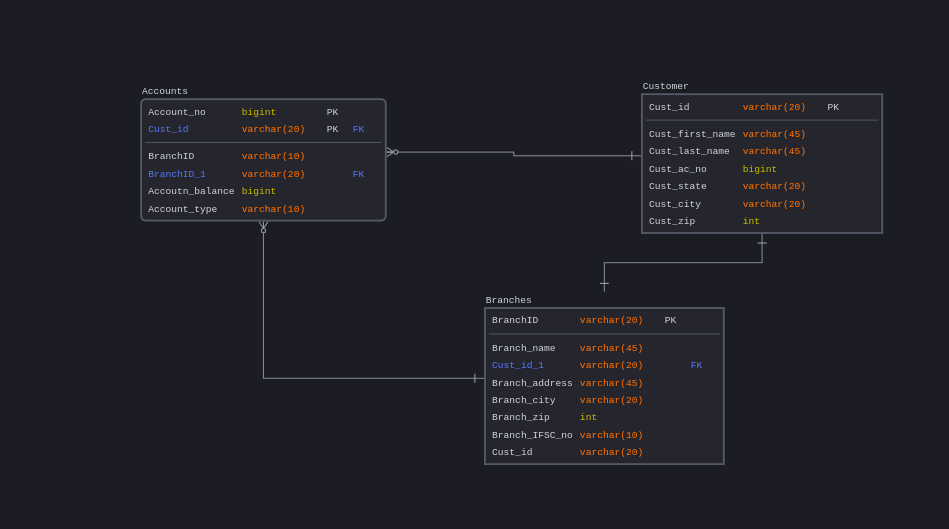 Accounts
Account_no bigint PK
Cust_id varchar(20) PK FK
BranchID varchar(10)
BranchID_1 varchar(20) FK
Accoutn_balance bigint
Account_type varchar(10)
Customer
Cust_id varchar(20) PK
Cust_first_name varchar(45)
Cust_last_name varchar(45)
Cust_ac_no bigint
Cust_state varchar(20)
Cust_city varchar(20)
Cust_zip int
Branches
BranchID varchar(20) PK
Branch_name varchar(45)
Cust_id_1 varchar(20) FK
Branch_address varchar(45)
Branch_city varchar(20)
Branch_zip int
Branch_IFSC_no varchar(10)
Cust_id varchar(20)